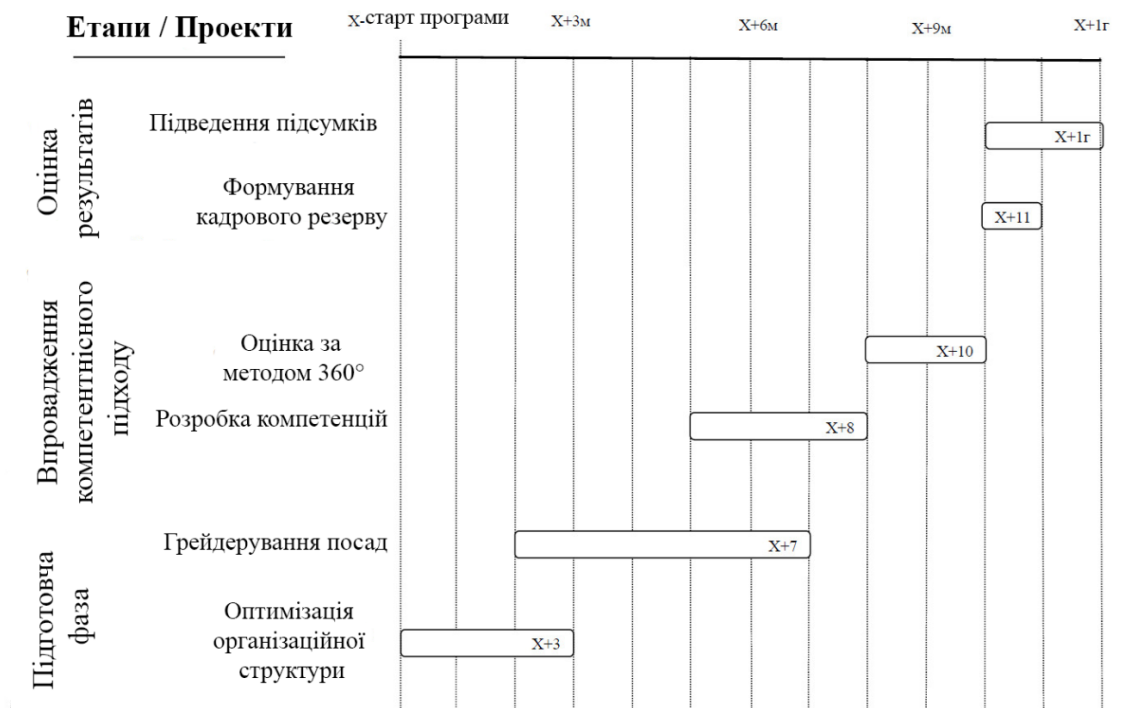 Етапи / Проекти
X-старт програми
X+3м
X+6м
X+9м
X+1г
Оцінка
результатів
Підведення підсумків
X+1г
Формування
кадрового резерву
X+11
Впровадження
компетентнісного
підходу
Оцінка за
методом 360°
X+10
Розробка компетенцій
X+8
Підготовча
фаза
Грейдерування посад
X+7
Оптимізація
організаційної
структури
X+3